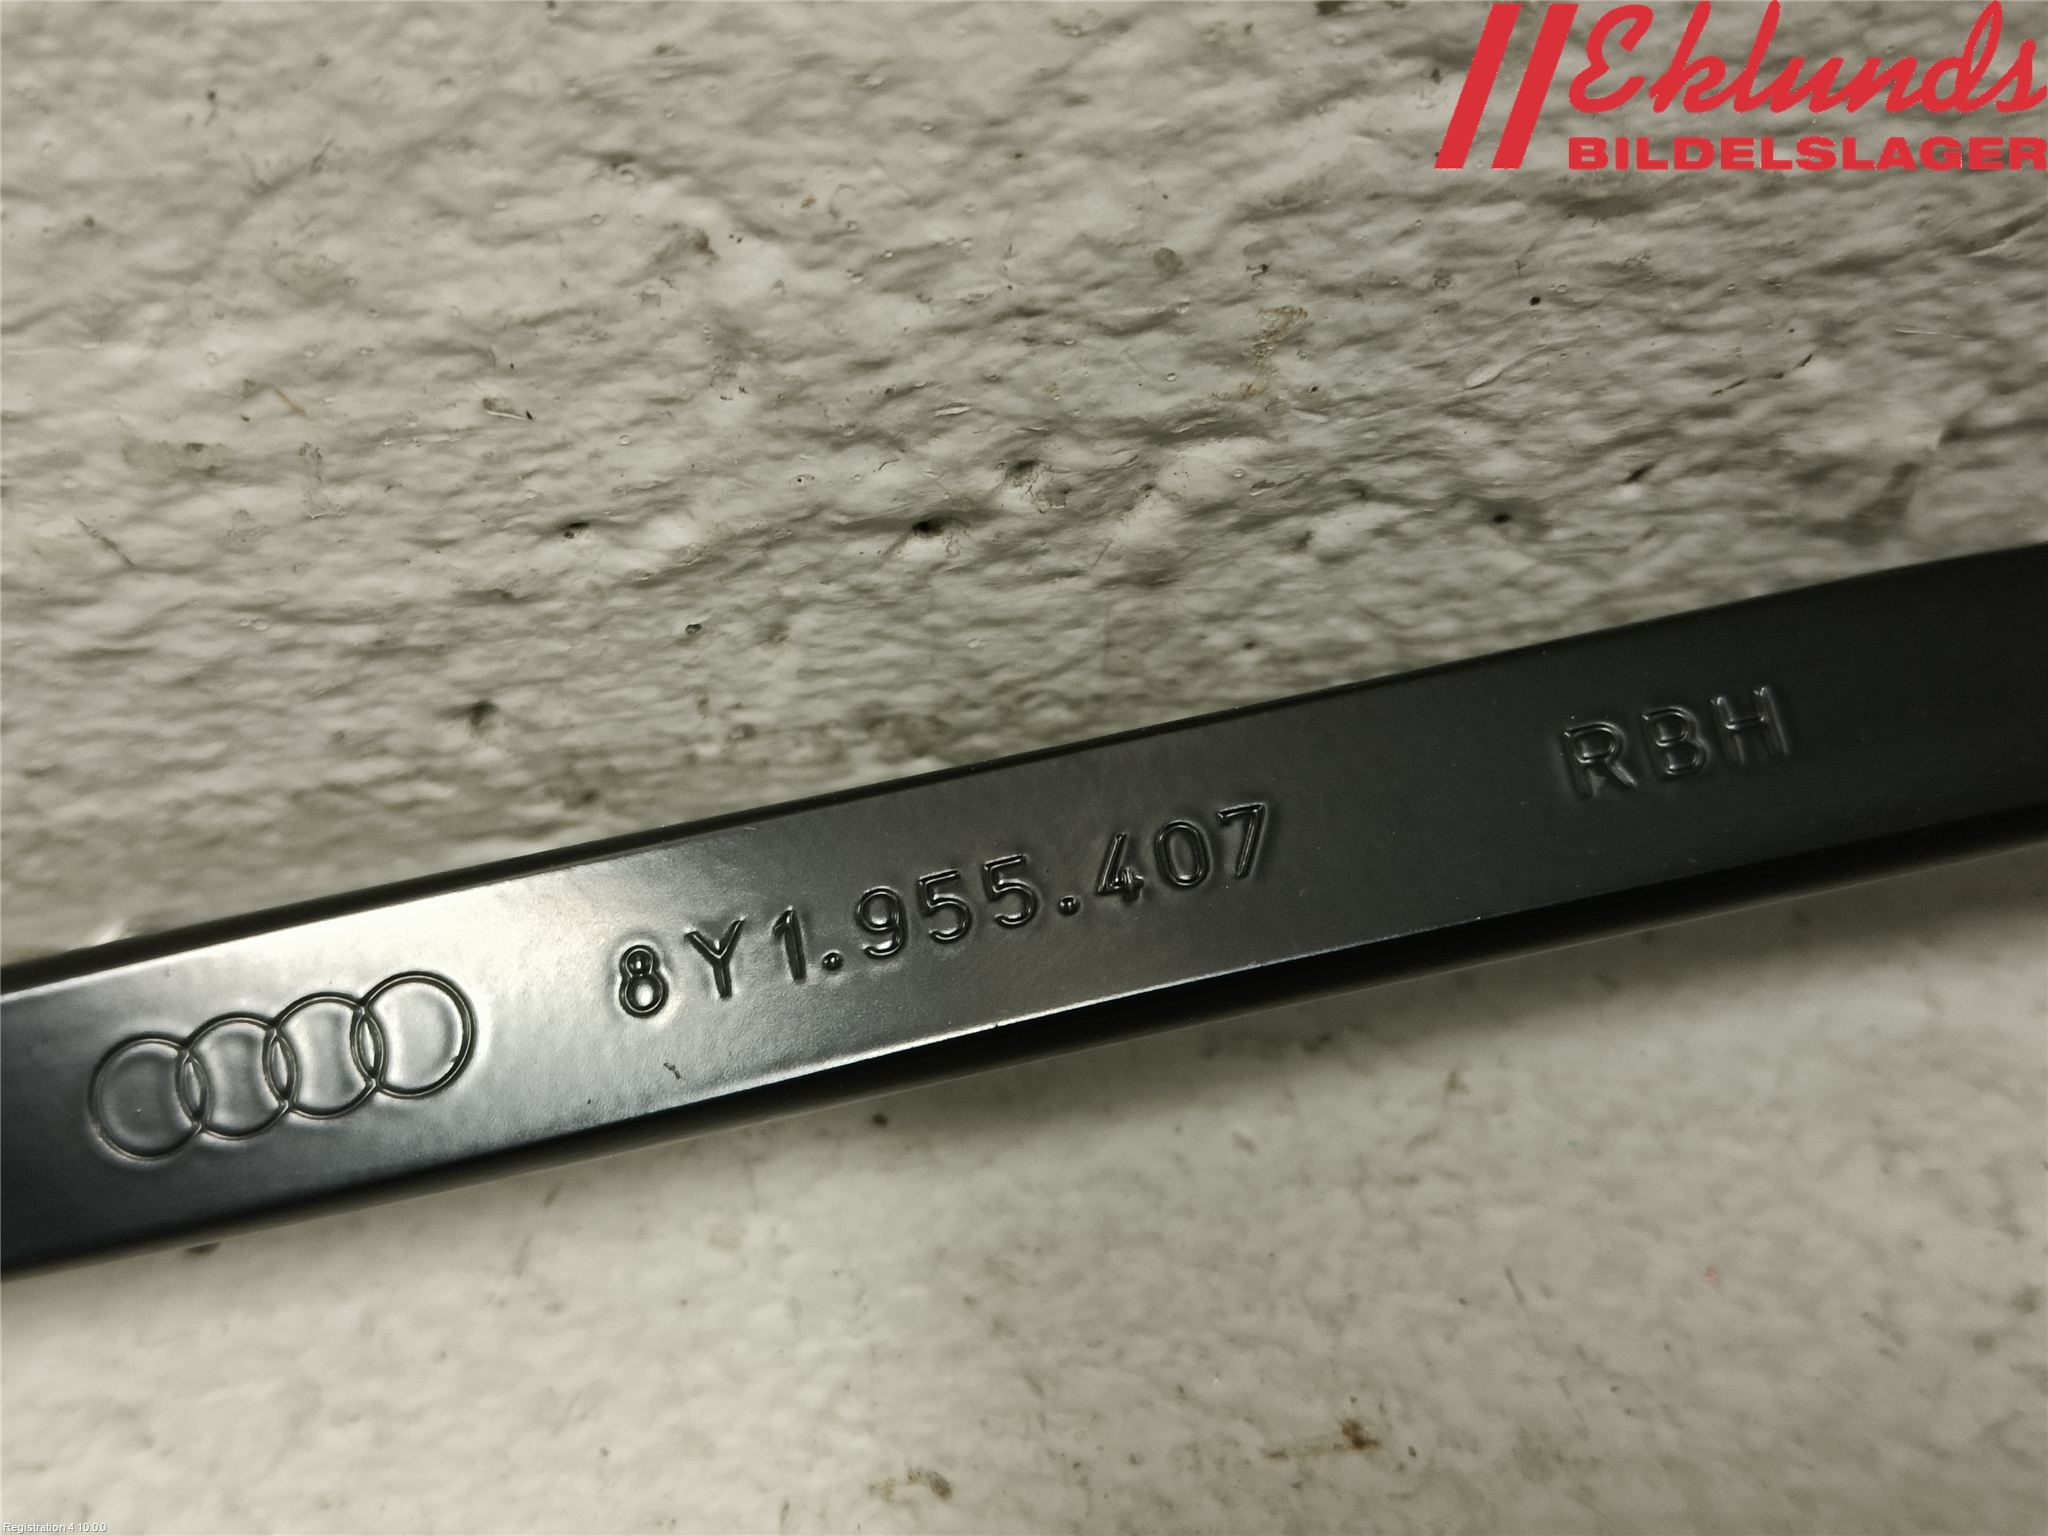 Eklunds
BILDELSLAGER
8Y1.955.407
RBH
Registration 4.10.0.0